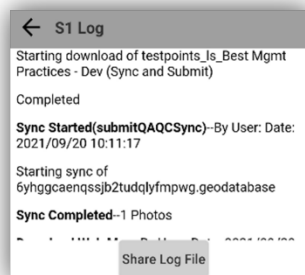 S1 Log
Starting download of testpoints_ls_Best Mgmt
Practices - Dev (Sync and Submit)
Completed
Sync Started(submitQAQCSync)--By User: Date:
2021/09/20 10:11:17
Starting sync of
6yhggcaenqssjb2tudqlyfmpwg.geodatabase
Sync Completed--1 Photos
Share Log File